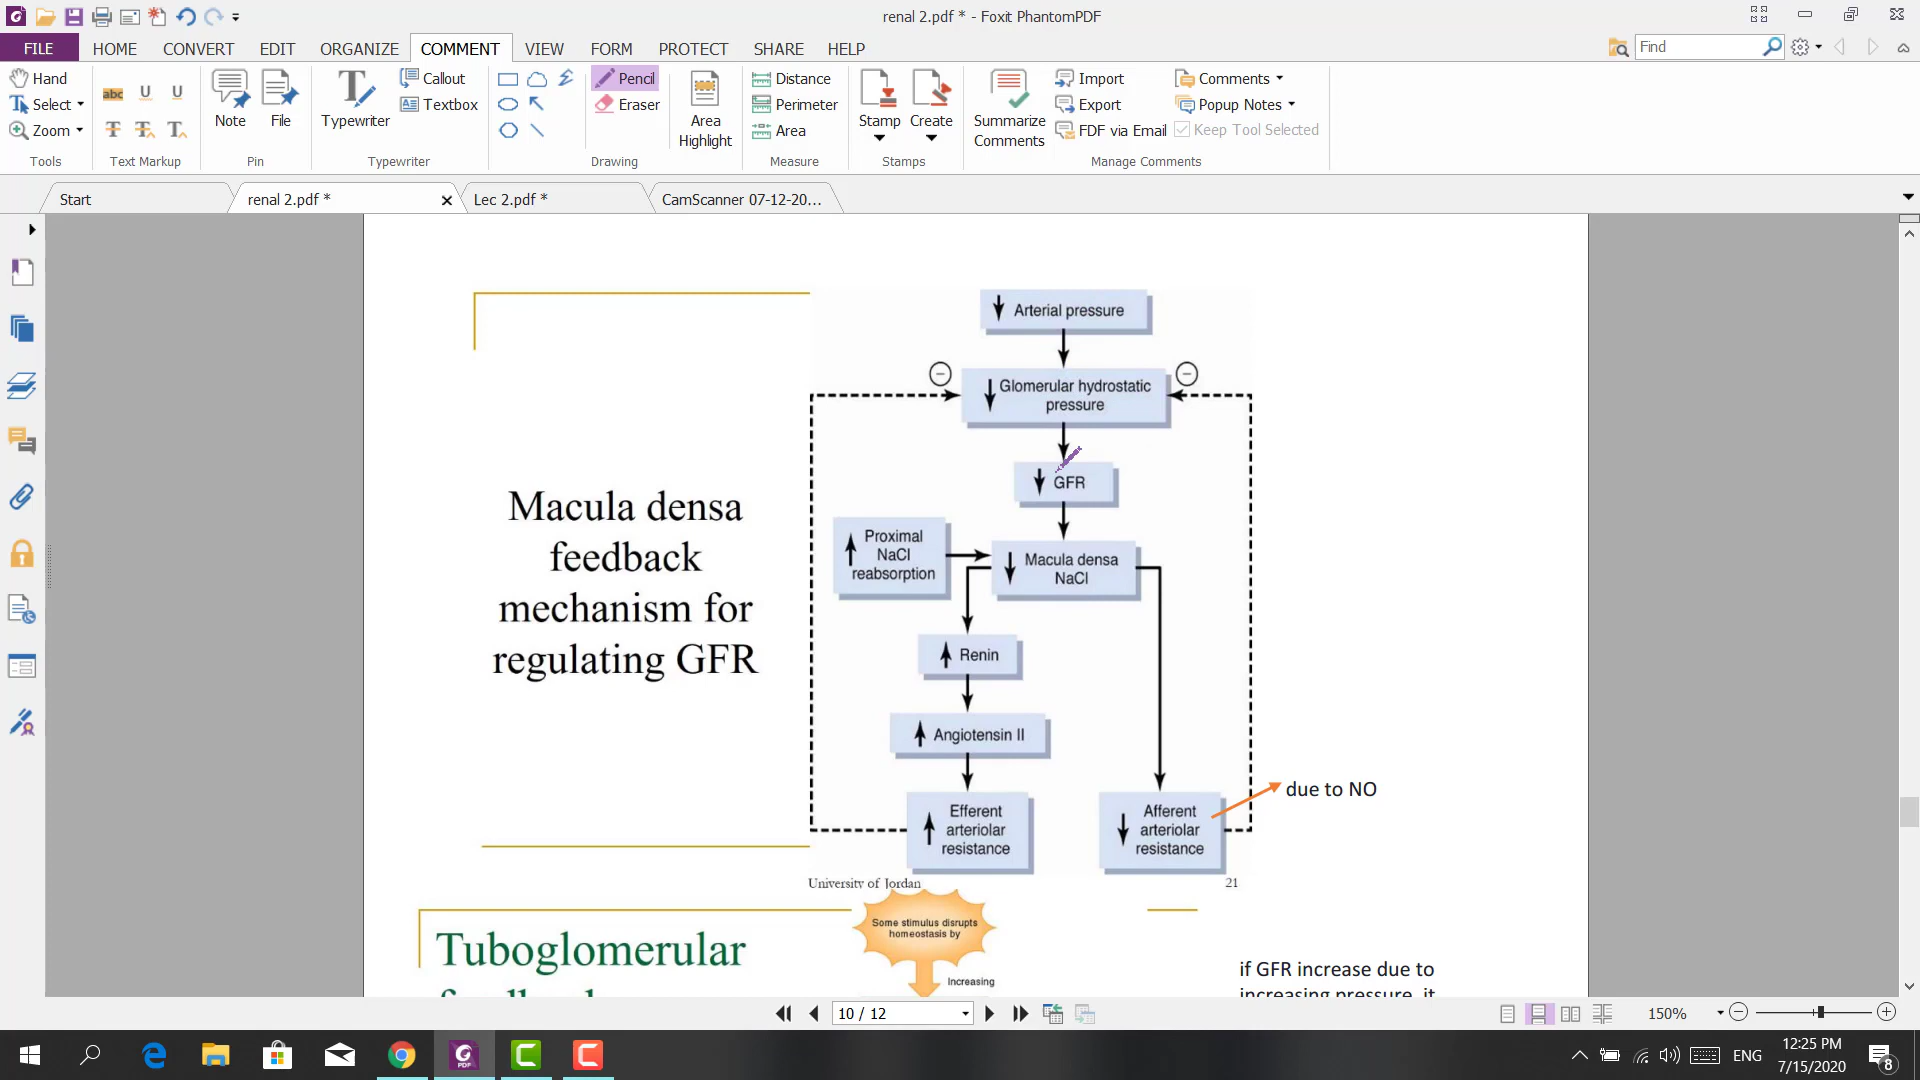 renal 2.pdf * - Foxit PhantomPDF
FILE HOME CONVERT EDIT ORGANIZE COMMENT VIEW FORM PROTECT SHARE HELP Find
Hand
Select
Zoom
Tools
abc U U
T T T
Text Markup
Note
File
Pin
Typewriter
Callout
Textbox
Typewriter
Pencil
Eraser
Area
Highlight
Drawing
Distance
Perimeter
Area
Measure
Stamp
Create
Stamps
Summarize
Comments
Import
Export
FDF via Email
Comments
Popup Notes
Keep Tool Selected
Manage Comments
Start
renal 2.pdf *
Lec 2.pdf *
CamScanner 07-12-20...
Macula densa
feedback
mechanism for
regulating GFR
Arterial pressure
Glomerular hydrostatic
pressure
GFR
Proximal
NaCl
reabsorption
Macula densa
NaCl
Renin
Angiotensin II
Efferent
arteriolar
resistance
Afferent
arteriolar
resistance
due to NO
University of Jordan
21
Some stimulus disrupts
homeostasis by
Increasing
Tuboglomerular
if GFR increase due to
increasing pressure, it
10 / 12
150%
ENG
12:25 PM
7/15/2020
8